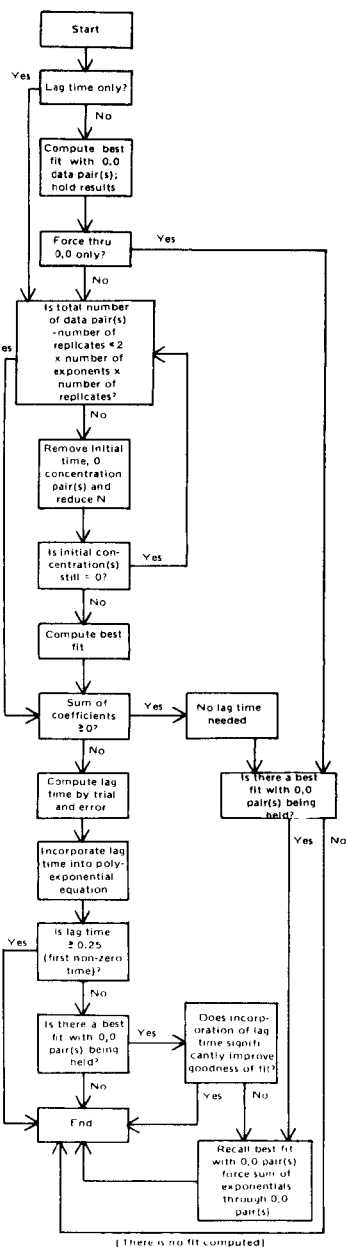 Start
Yes
Lag time only?
No
Compute best
fit with 0.0
data pair(s);
hold results
Force thru
0,0 only?
Yes
No
Is total number
of data pair(s)
-number of
replicates ≤2
x number of
exponents x
number of
replicates?
Yes
No
Remove initial
time, 0
concentration
pair(s) and
reduce N
Is initial con-
centration(s)
still = 0?
Yes
No
Compute best
fit
Sum of
coefficients
≥0?
Yes
No lag time
needed
No
Is there a best
fit with 0,0
pair(s) being
held?
Yes
No
Compute lag
time by trial
and error
Incorporate lag
time into poly-
exponential
equation
Is lag time
≥0.25
(first non-zero
time)?
Yes
No
Is there a best
fit with 0,0
pair(s) being
held?
Yes
No
Does incorp-
oration of lag
time signifi
cantly improve
goodness of fit?
Yes
No
End
Recall best fit
with 0,0 pair(s)
force sum of
exponentials
through 0,0
pair(s)
[There is no fit computed]